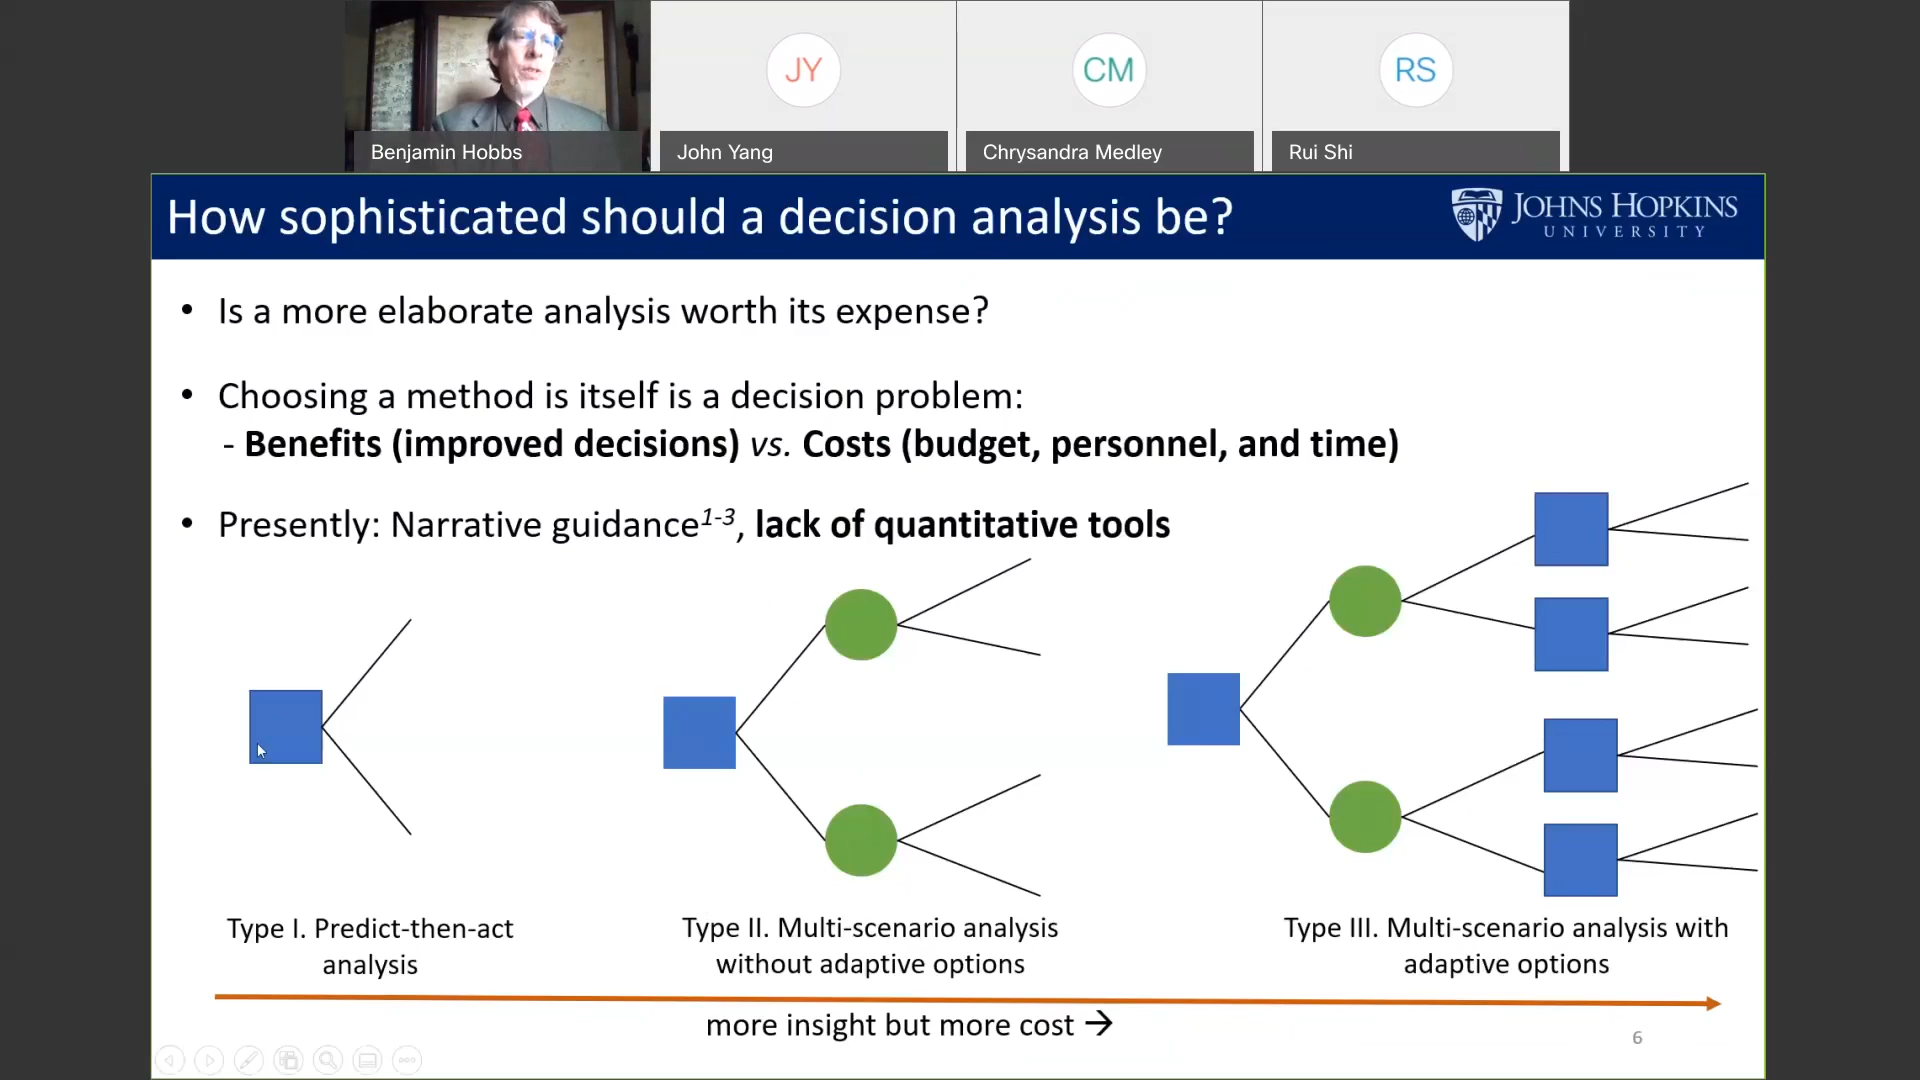 JY
CM
RS
Benjamin Hobbs
John Yang
Chrysandra Medley
Rui Shi
How sophisticated should a decision analysis be?
JOHNS HOPKINS
UNIVERSITY
• Is a more elaborate analysis worth its expense?
• Choosing a method is itself is a decision problem:
- Benefits (improved decisions) vs. Costs (budget, personnel, and time)
• Presently: Narrative guidance1-3, lack of quantitative tools
Type I. Predict-then-act
analysis
Type II. Multi-scenario analysis
without adaptive options
Type III. Multi-scenario analysis with
adaptive options
more insight but more cost →
6